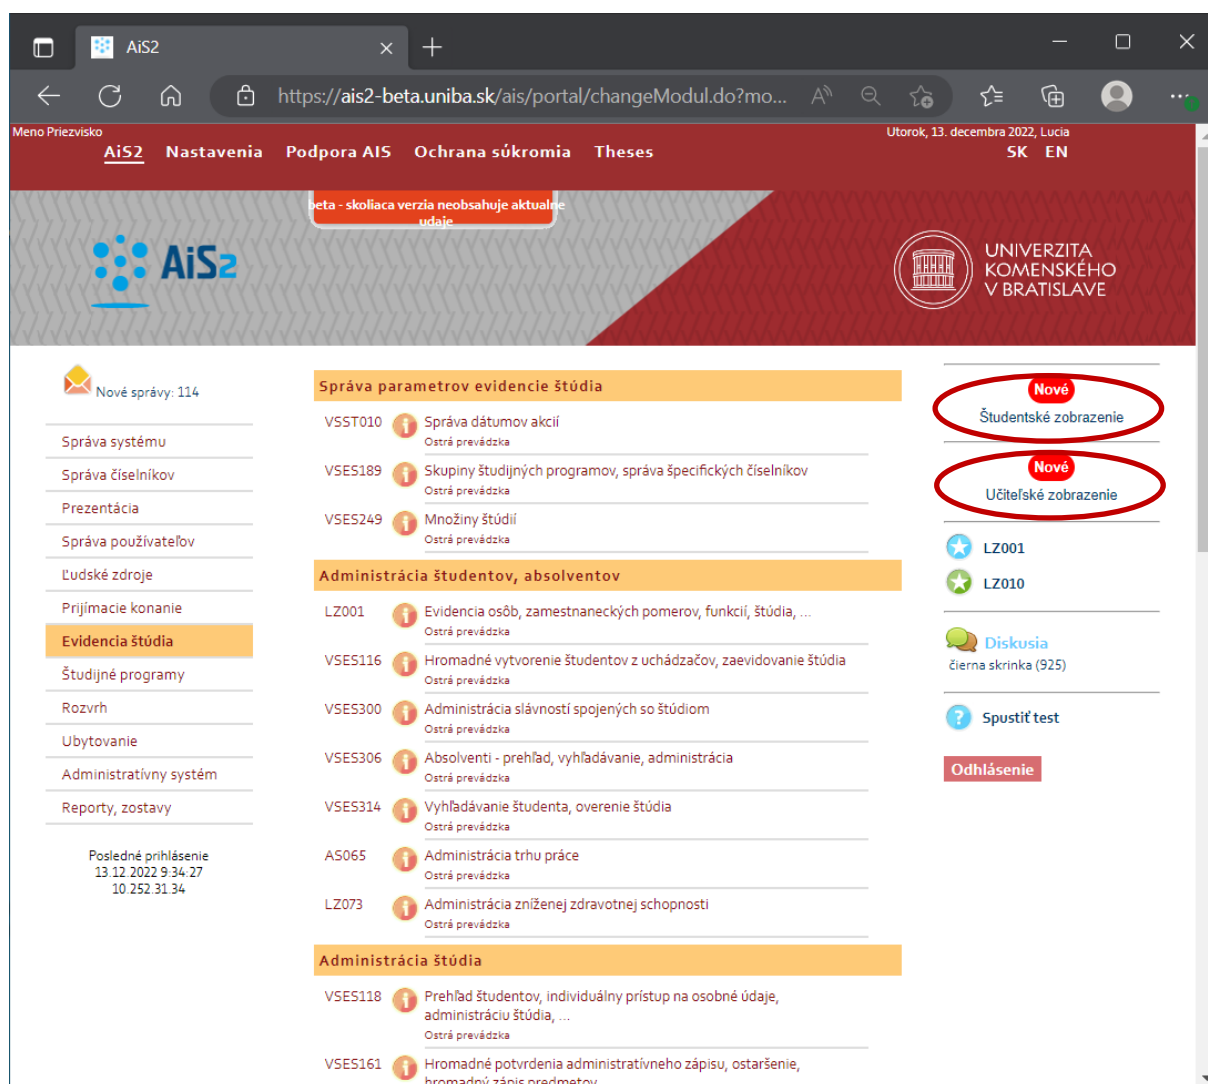 AiS2
https://ais2-beta.uniba.sk/ais/portal/changeModul.do?mo...
Meno Priezvisko
Utorok, 13. decembra 2022, Lucia
AiS2 Nastavenia Podpora AIS Ochrana súkromia Theses
SK EN
beta - skoliaca verzia neobsahuje aktualne
udaje
AiS2
UNIVERZITA
KOMENSKÉHO
V BRATISLAVE
Nové správy: 114
Správa systému
Správa číselníkov
Prezentácia
Správa používateľov
Ľudské zdroje
Prijímacie konanie
Evidencia štúdia
Študijné programy
Rozvrh
Ubytovanie
Administratívny systém
Reporty, zostavy
Posledné prihlásenie
13.12.2022 9:34:27
10.252.31.34
Správa parametrov evidencie štúdia
VSST010 Správa dátumov akcií
Ostrá prevádzka
VSES189 Skupiny študijných programov, správa špecifických číselníkov
Ostrá prevádzka
VSES249 Množiny štúdií
Ostrá prevádzka
Administrácia študentov, absolventov
LZ001 Evidencia osôb, zamestnaneckých pomerov, funkcií, štúdia, ...
Ostrá prevádzka
VSES116 Hromadné vytvorenie študentov z uchádzačov, zaevidovanie štúdia
Ostrá prevádzka
VSES300 Administrácia slávností spojených so štúdiom
Ostrá prevádzka
VSES306 Absolventi - prehľad, vyhľadávanie, administrácia
Ostrá prevádzka
VSES314 Vyhľadávanie študenta, overenie štúdia
Ostrá prevádzka
AS065 Administrácia trhu práce
Ostrá prevádzka
LZ073 Administrácia zníženej zdravotnej schopnosti
Ostrá prevádzka
Administrácia štúdia
VSES118 Prehľad študentov, individuálny prístup na osobné údaje,
administráciu štúdia, ...
Ostrá prevádzka
VSES161 Hromadné potvrdenia administratívneho zápisu, ostaršenie,
hromadný zápis predmetov
Nové
Študentské zobrazenie
Nové
Učiteľské zobrazenie
LZ001
LZ010
Diskusia
čierna skrinka (925)
Spustiť test
Odhlásenie